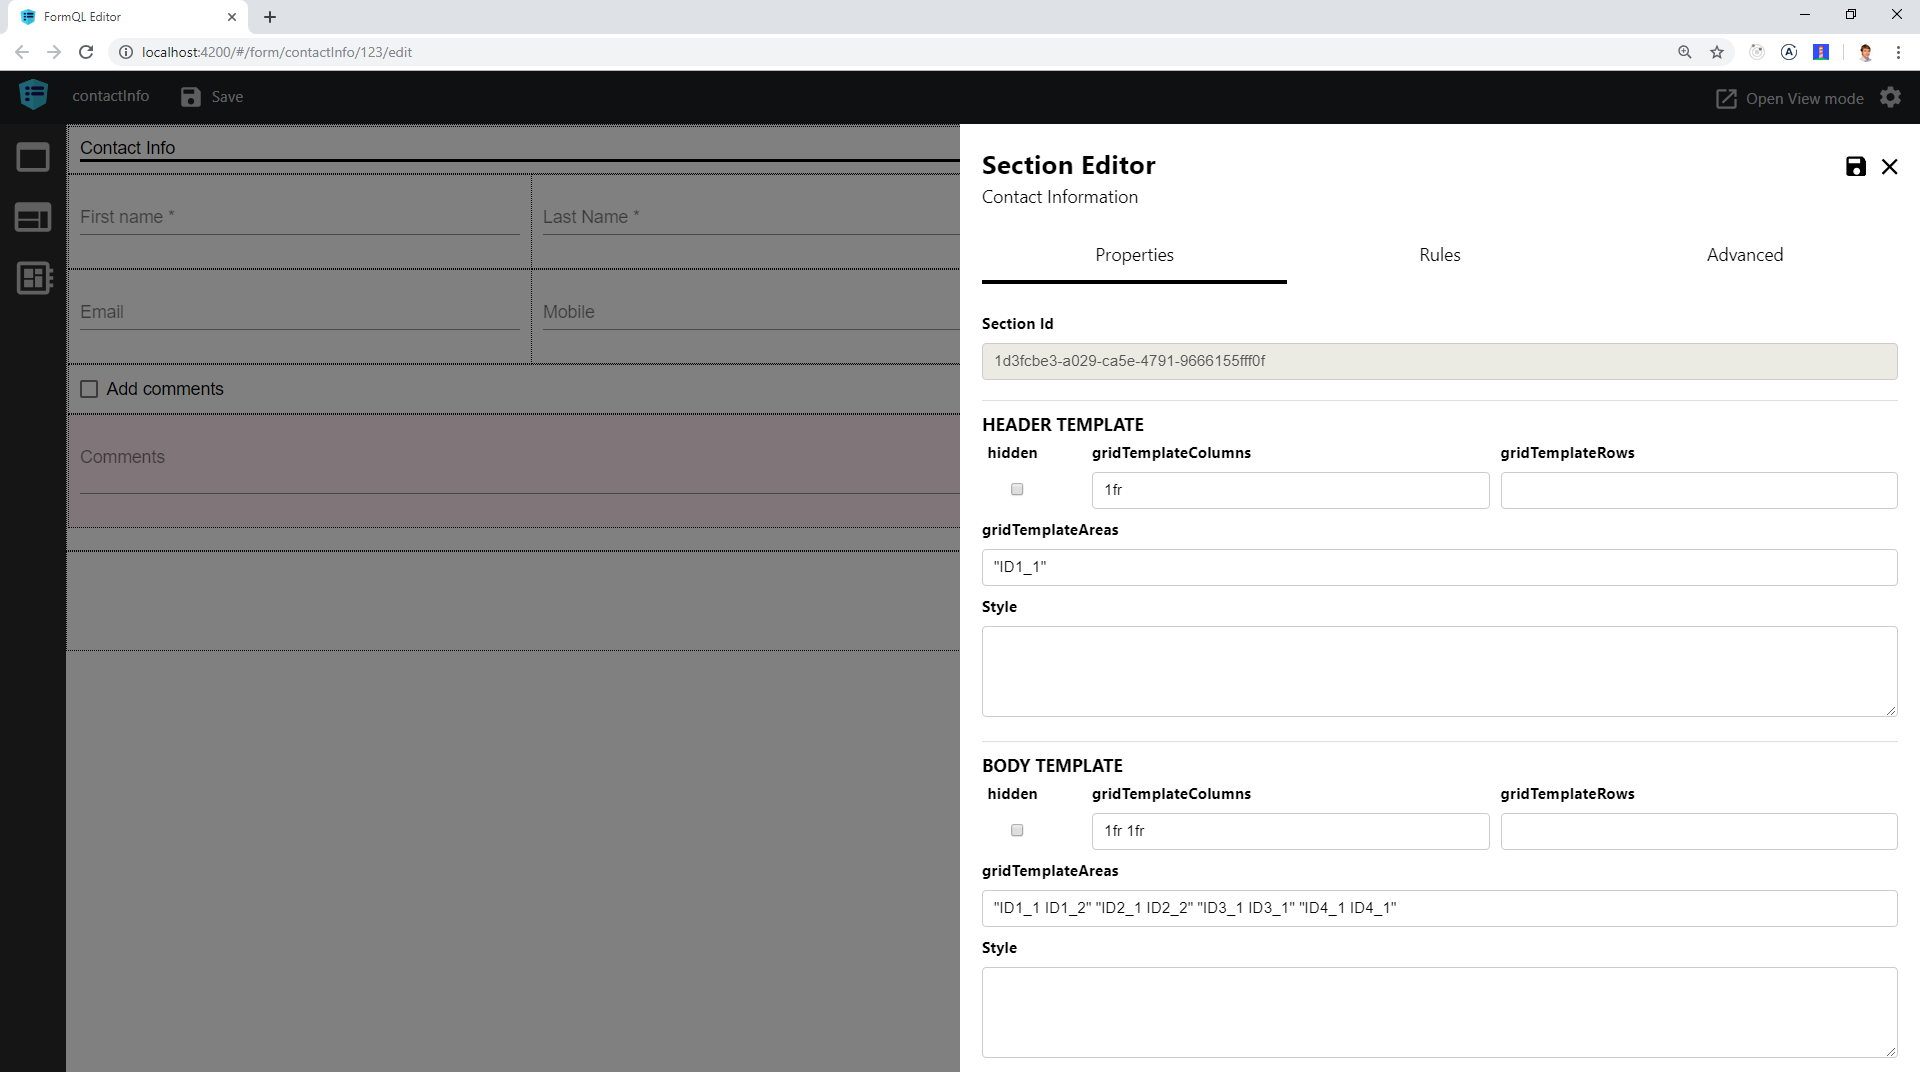 FormQL Editor
localhost:4200/#/form/contactInfo/123/edit
contactInfo
Save
Open View mode
Contact Info
First name *
Last Name *
Email
Mobile
Add comments
Comments
Section Editor
Contact Information
Properties
Rules
Advanced
Section Id
1d3fcbe3-a029-ca5e-4791-9666155fff0f
HEADER TEMPLATE
hidden
gridTemplateColumns
gridTemplateRows
1fr
gridTemplateAreas
"ID1_1"
Style
BODY TEMPLATE
hidden
gridTemplateColumns
gridTemplateRows
1fr 1fr
gridTemplateAreas
"ID1_1 ID1_2" "ID2_1 ID2_2" "ID3_1 ID3_1" "ID4_1 ID4_1"
Style